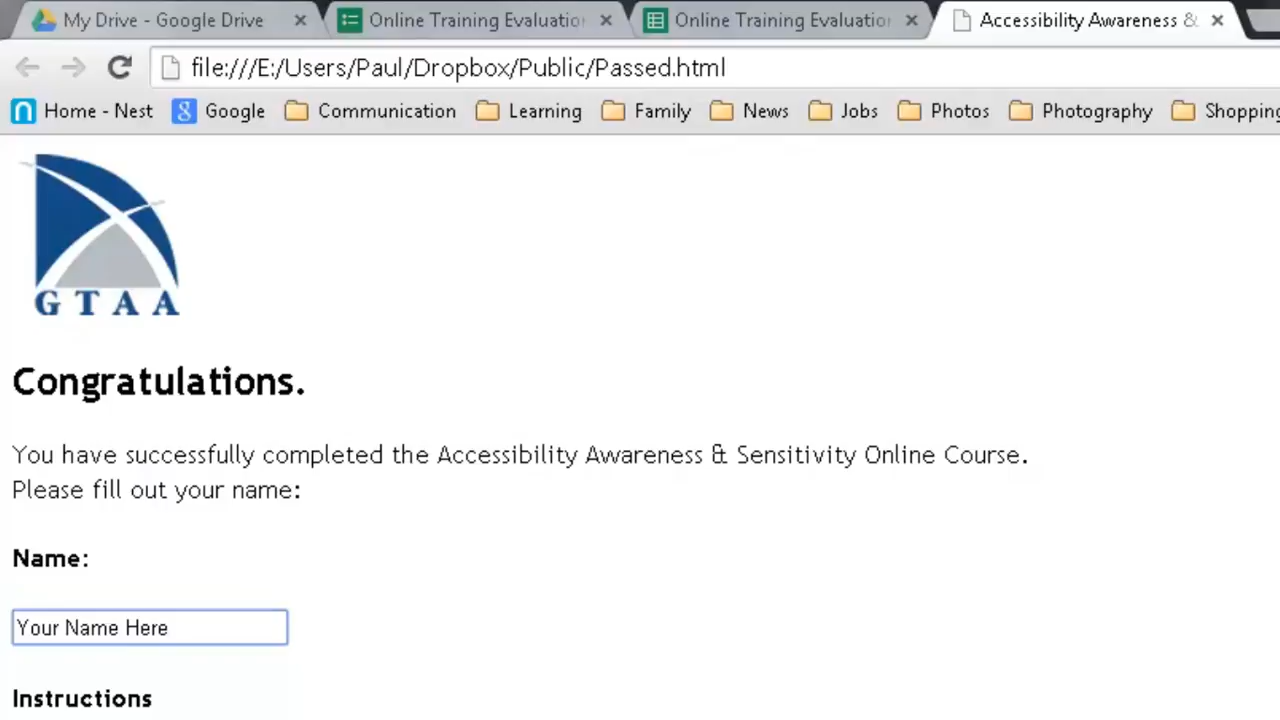 My Drive - Google Drive
Online Training Evaluation
Online Training Evaluation
Accessibility Awareness &
file:///E:/Users/Paul/Dropbox/Public/Passed.html
Home - Nest
Google
Communication
Learning
Family
News
Jobs
Photos
Photography
Shopping
GTAA
Congratulations.
You have successfully completed the Accessibility Awareness & Sensitivity Online Course.
Please fill out your name:
Name:
Your Name Here
Instructions